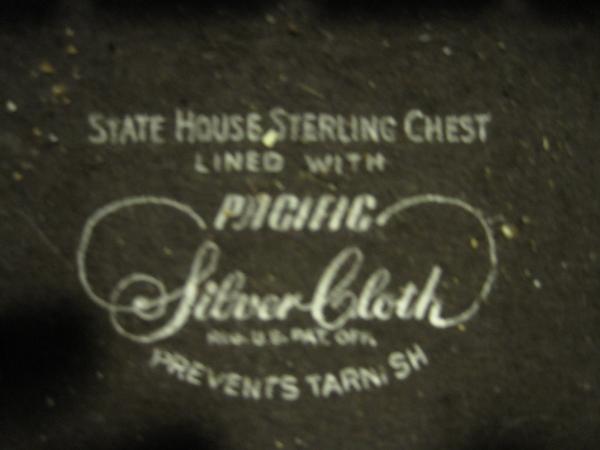 STATE HOUSE STERLING CHEST
LINED WITH
PACIFIC
Silver Cloth
REG. U.S. PAT. OFF.
PREVENTS TARNISH